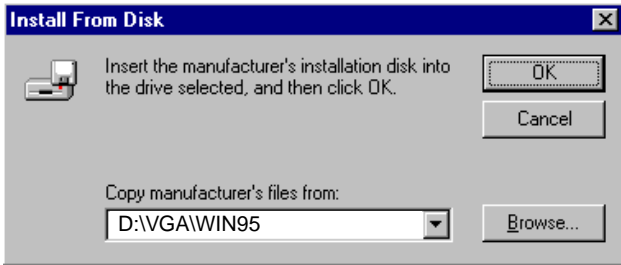 Install From Disk
Insert the manufacturer's installation disk into
the drive selected, and then click OK.
OK
Cancel
Copy manufacturer's files from:
D:\VGA\WIN95
Browse...